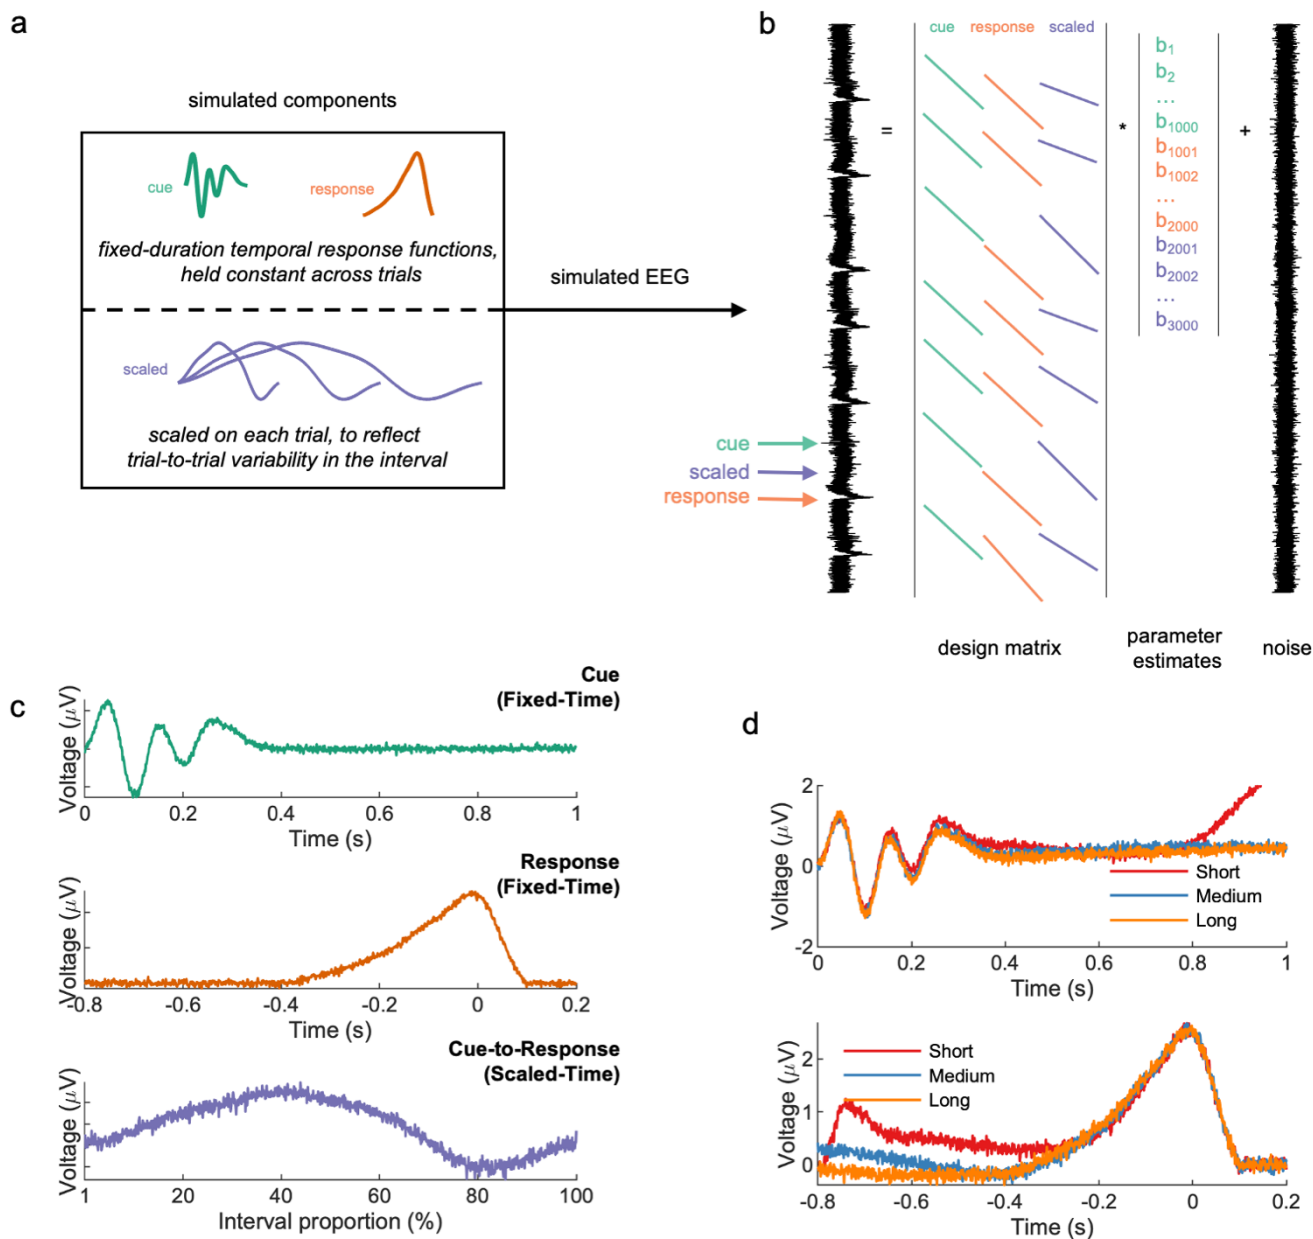 a
simulated components
cue
response
fixed-duration temporal response functions,
held constant across trials
scaled
scaled on each trial, to reflect
trial-to-trial variability in the interval
simulated EEG
b
cue response scaled
=
*
+
b1
b2
...
b1000
b1001
b1002
...
b2000
b2001
b2002
...
b3000
cue
scaled
response
design matrix
parameter
estimates
noise
c
Cue
(Fixed-Time)
Voltage (μV)
0 0.2 0.4 0.6 0.8 1
Time (s)
Response
(Fixed-Time)
Voltage (μV)
-0.8 -0.6 -0.4 -0.2 0 0.2
Time (s)
Cue-to-Response
(Scaled-Time)
Voltage (μV)
1 20 40 60 80 100
Interval proportion (%)
d
Voltage (μV)
2
0
-2
Short
Medium
Long
0 0.2 0.4 0.6 0.8 1
Time (s)
Voltage (μV)
2
1
0
Short
Medium
Long
-0.8 -0.6 -0.4 -0.2 0 0.2
Time (s)